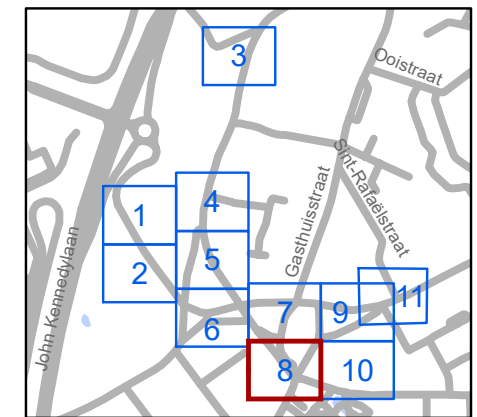 3
Ooistraat
Sint-Rafaëlstraat
Gasthuisstraat
John Kennedylaan
1
4
2
5
6
7
9
11
8
10